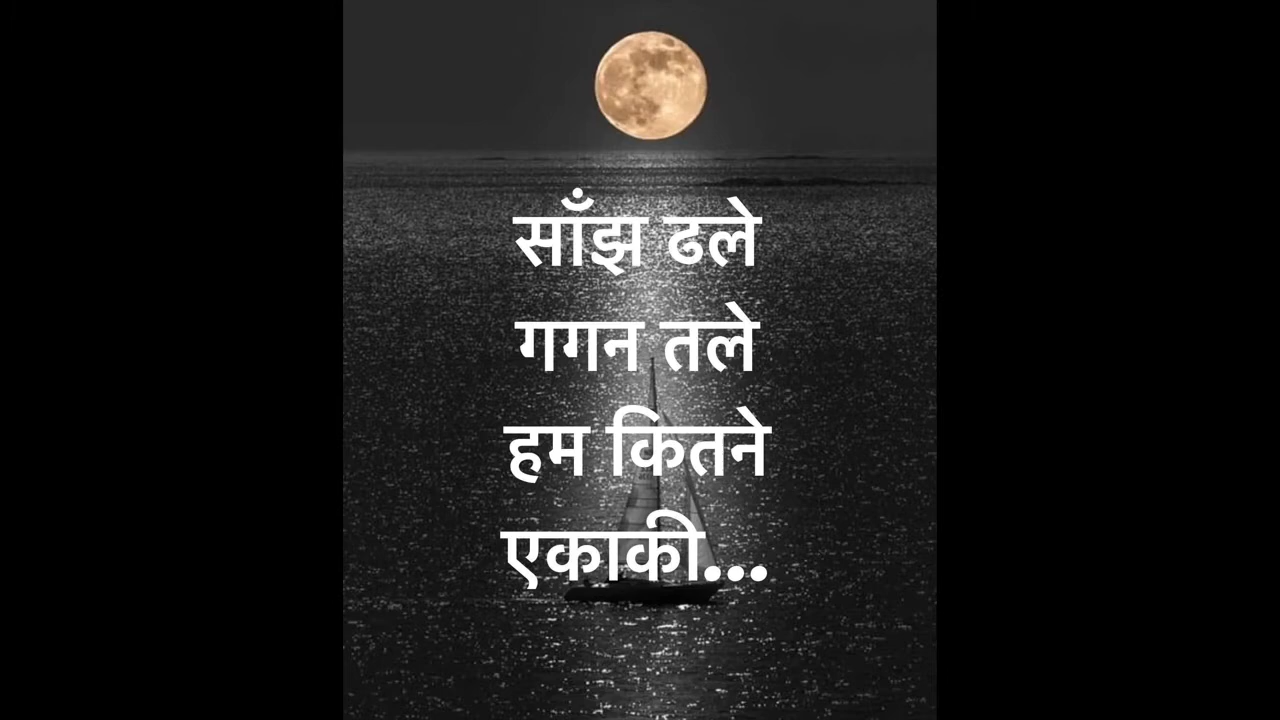 साँझ ढले
गगन तले
हम कितने
एकाकी...